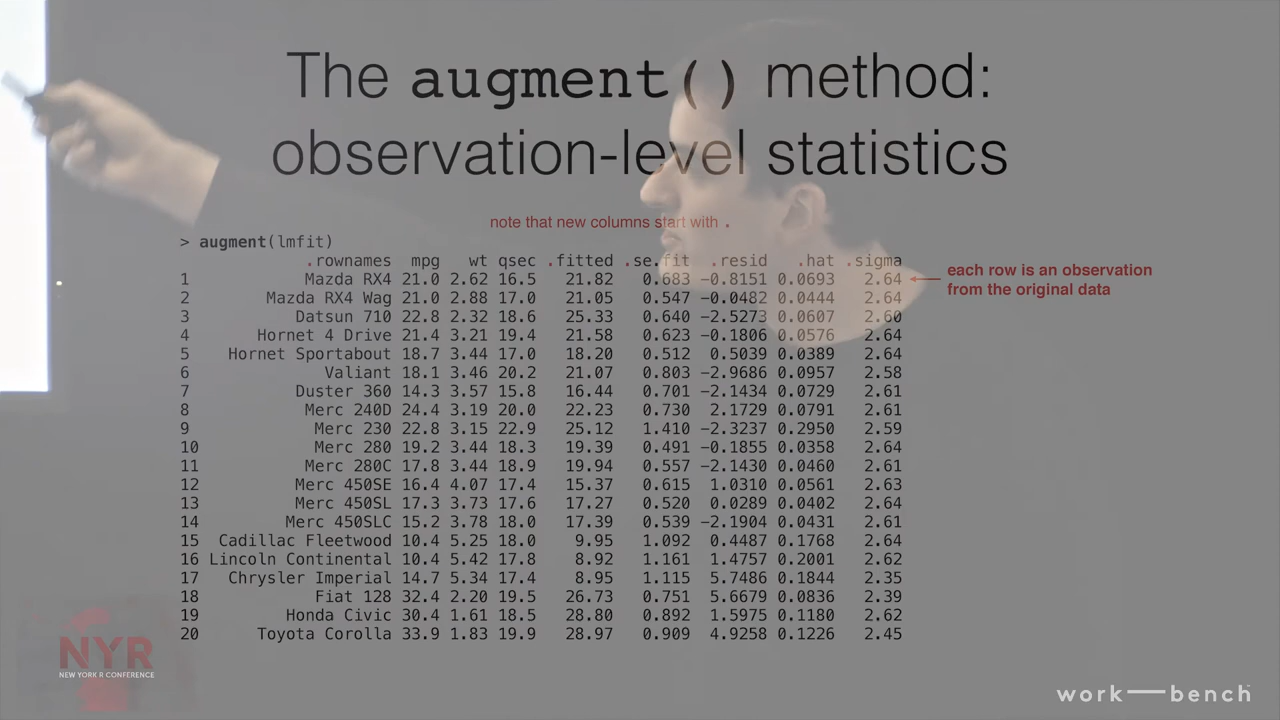 The augment() method:
observation-level statistics
note that new columns start with .
> augment(lmfit)
.rownames mpg wt qsec .fitted .se.fit .resid .hat .sigma
1 Mazda RX4 21.0 2.62 16.5 21.82 0.683 -0.8151 0.0693 2.64
each row is an observation
from the original data
2 Mazda RX4 Wag 21.0 2.88 17.0 21.05 0.547 -0.0482 0.0444 2.64
3 Datsun 710 22.8 2.32 18.6 25.33 0.640 -2.5273 0.0607 2.60
4 Hornet 4 Drive 21.4 3.21 19.4 21.58 0.623 -0.1806 0.0576 2.64
5 Hornet Sportabout 18.7 3.44 17.0 18.20 0.512 0.5039 0.0389 2.64
6 Valiant 18.1 3.46 20.2 21.07 0.803 -2.9686 0.0957 2.58
7 Duster 360 14.3 3.57 15.8 16.44 0.701 -2.1434 0.0729 2.61
8 Merc 240D 24.4 3.19 20.0 22.23 0.730 2.1729 0.0791 2.61
9 Merc 230 22.8 3.15 22.9 25.12 1.410 -2.3237 0.2950 2.59
10 Merc 280 19.2 3.44 18.3 19.39 0.491 -0.1855 0.0358 2.64
11 Merc 280C 17.8 3.44 18.9 19.94 0.557 -2.1430 0.0460 2.61
12 Merc 450SE 16.4 4.07 17.4 15.37 0.615 1.0310 0.0561 2.63
13 Merc 450SL 17.3 3.73 17.6 17.27 0.520 0.0289 0.0402 2.64
14 Merc 450SLC 15.2 3.78 18.0 17.39 0.539 -2.1904 0.0431 2.61
15 Cadillac Fleetwood 10.4 5.25 18.0 9.95 1.092 0.4487 0.1768 2.64
16 Lincoln Continental 10.4 5.42 17.8 8.92 1.161 1.4757 0.2001 2.62
17 Chrysler Imperial 14.7 5.34 17.4 8.95 1.115 5.7486 0.1844 2.35
18 Fiat 128 32.4 2.20 19.5 26.73 0.751 5.6679 0.0836 2.39
19 Honda Civic 30.4 1.61 18.5 28.80 0.892 1.5975 0.1180 2.62
20 Toyota Corolla 33.9 1.83 19.9 28.97 0.909 4.9258 0.1226 2.45
NYR
NEW YORK R CONFERENCE
work—bench